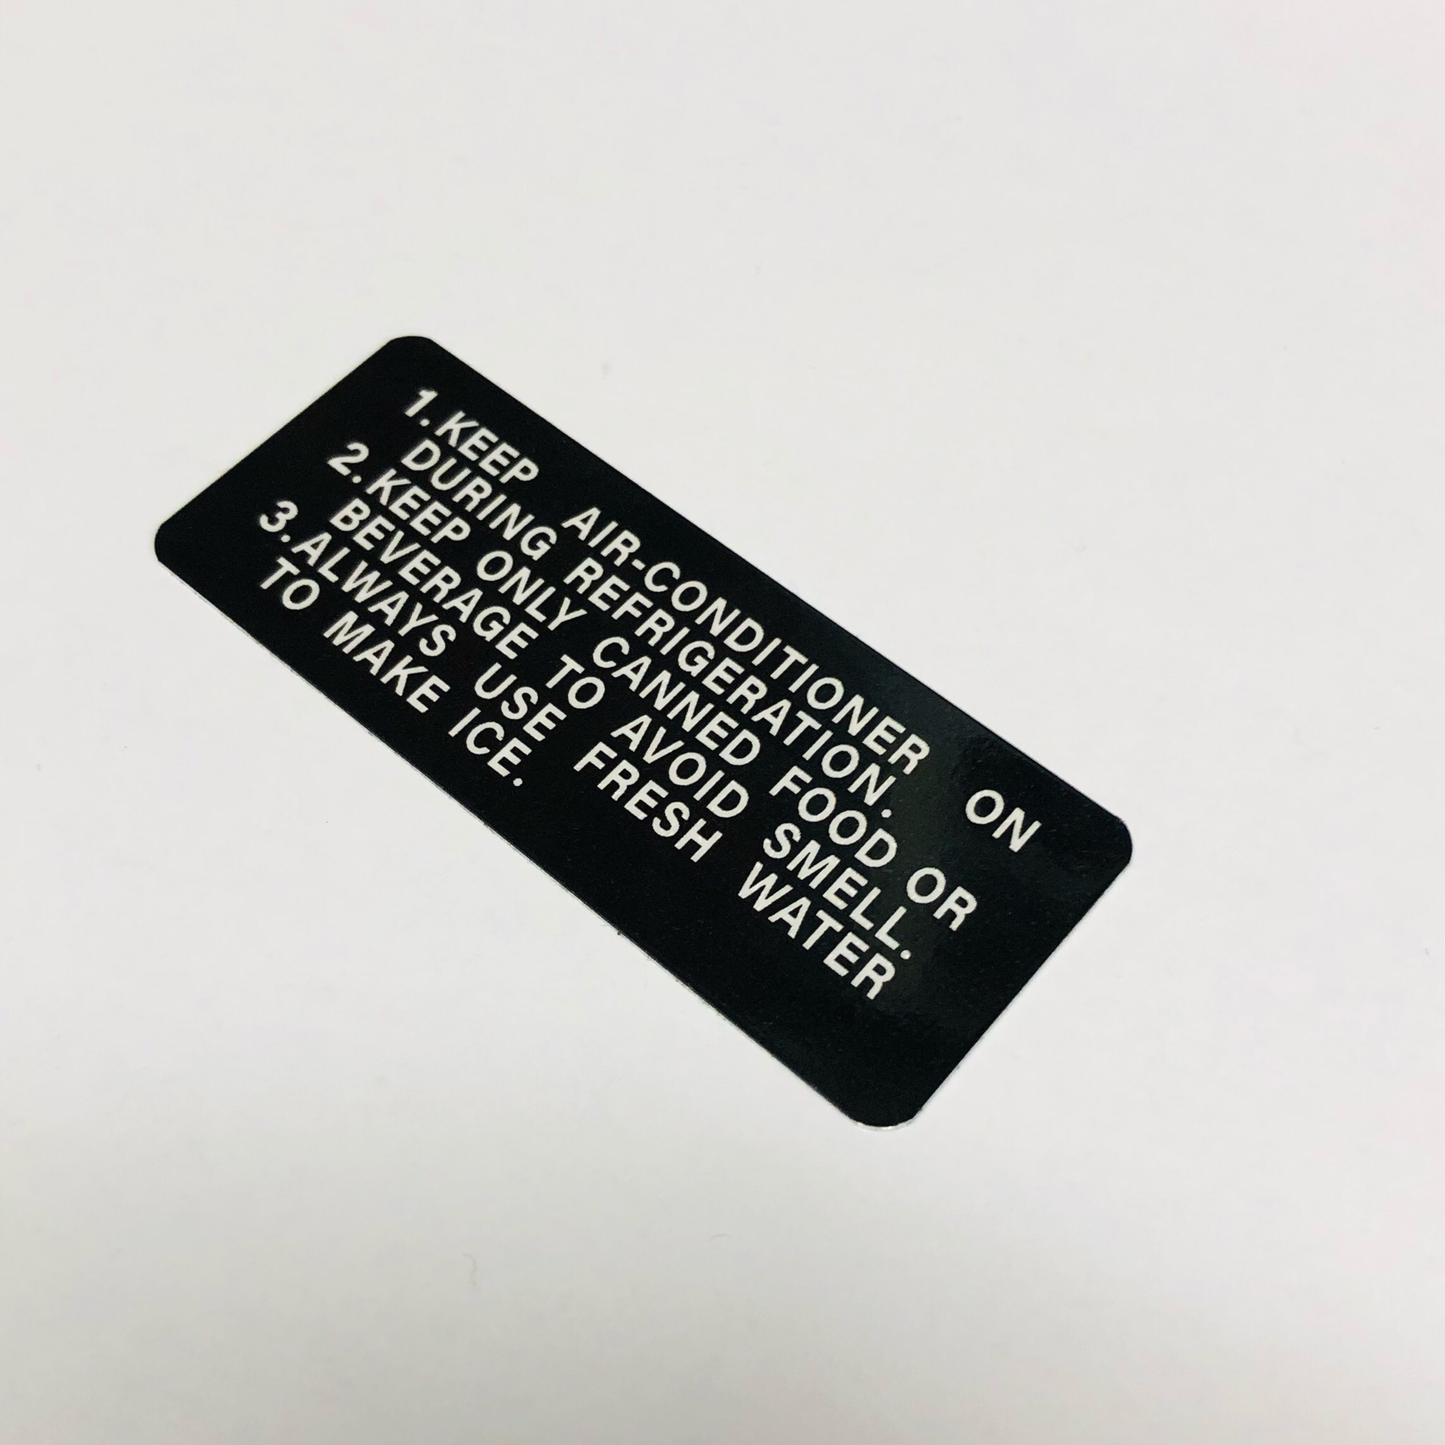 1. KEEP AIR-CONDITIONER ON
DURING REFRIGERATION.
2. KEEP ONLY CANNED FOOD OR
BEVERAGE TO AVOID SMELL.
3. ALWAYS USE FRESH WATER
TO MAKE ICE.